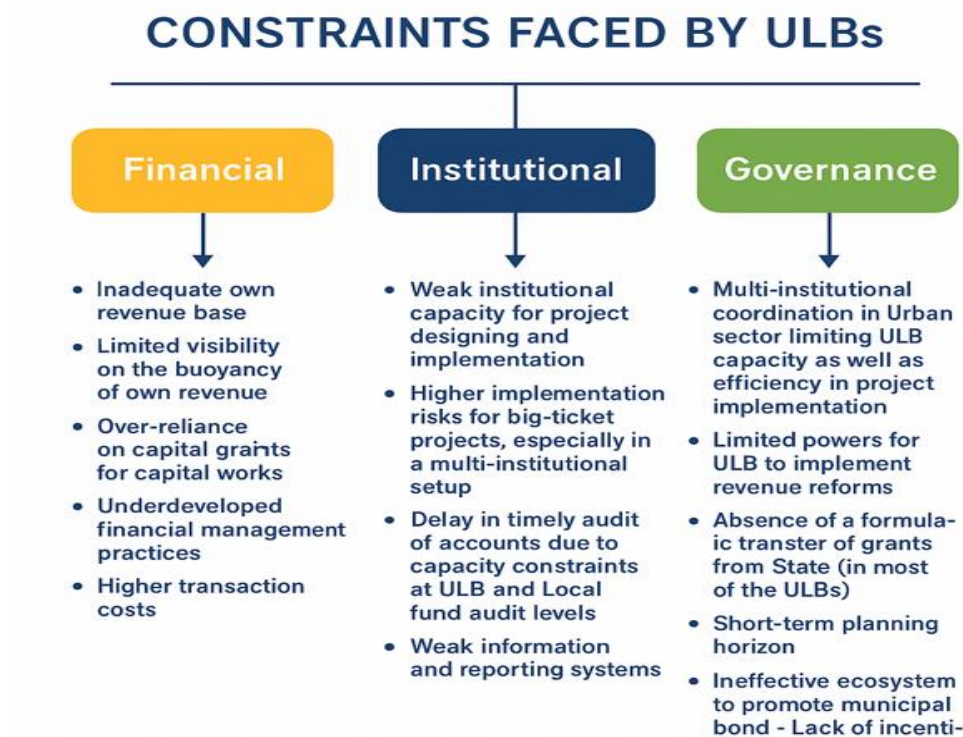 CONSTRAINTS FACED BY ULBs
Financial
• Inadequate own
revenue base
• Limited visibility
on the buoyancy
of own revenue
• Over-reliance
on capital grants
for capital works
• Underdeveloped
financial management
practices
• Higher transaction
costs
Institutional
• Weak institutional
capacity for project
designing and
implementation
• Higher implementation
risks for big-ticket
projects, especially in
a multi-institutional
setup
• Delay in timely audit
of accounts due to
capacity constraints
at ULB and Local
fund audit levels
• Weak information
and reporting systems
Governance
• Multi-institutional
coordination in Urban
sector limiting ULB
capacity as well as
efficiency in project
implementation
• Limited powers for
ULB to implement
revenue reforms
• Absence of a formula-
ic transter of grants
from State (in most
of the ULBs)
• Short-term planning
horizon
• Ineffective ecosystem
to promote municipal
bond - Lack of incenti-